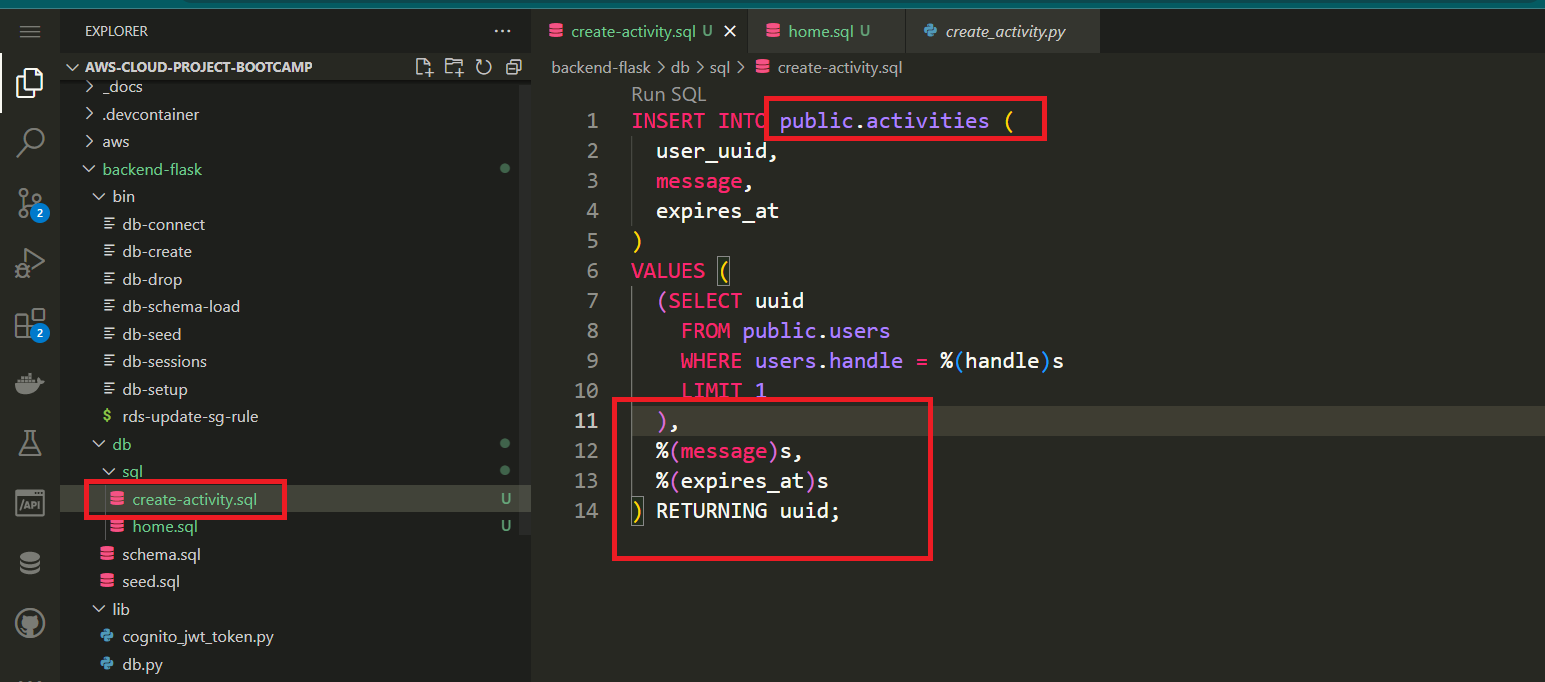 EXPLORER
AWS-CLOUD-PROJECT-BOOTCAMP
_docs
.devcontainer
aws
backend-flask
bin
db-connect
db-create
db-drop
db-schema-load
db-seed
db-sessions
db-setup
$ rds-update-sg-rule
db
sql
create-activity.sql U
home.sql U
schema.sql
seed.sql
lib
cognito_jwt_token.py
db.py
2
2
/API
create-activity.sql U
home.sql U
create_activity.py
backend-flask > db > sql > create-activity.sql
Run SQL
1 INSERT INTO public.activities (
2 user_uuid,
3 message,
4 expires_at
5 )
6 VALUES (
7 (SELECT uuid
8 FROM public.users
9 WHERE users.handle = %(handle)s
10 LIMIT 1
11 ),
12 %(message)s,
13 %(expires_at)s
14 ) RETURNING uuid;